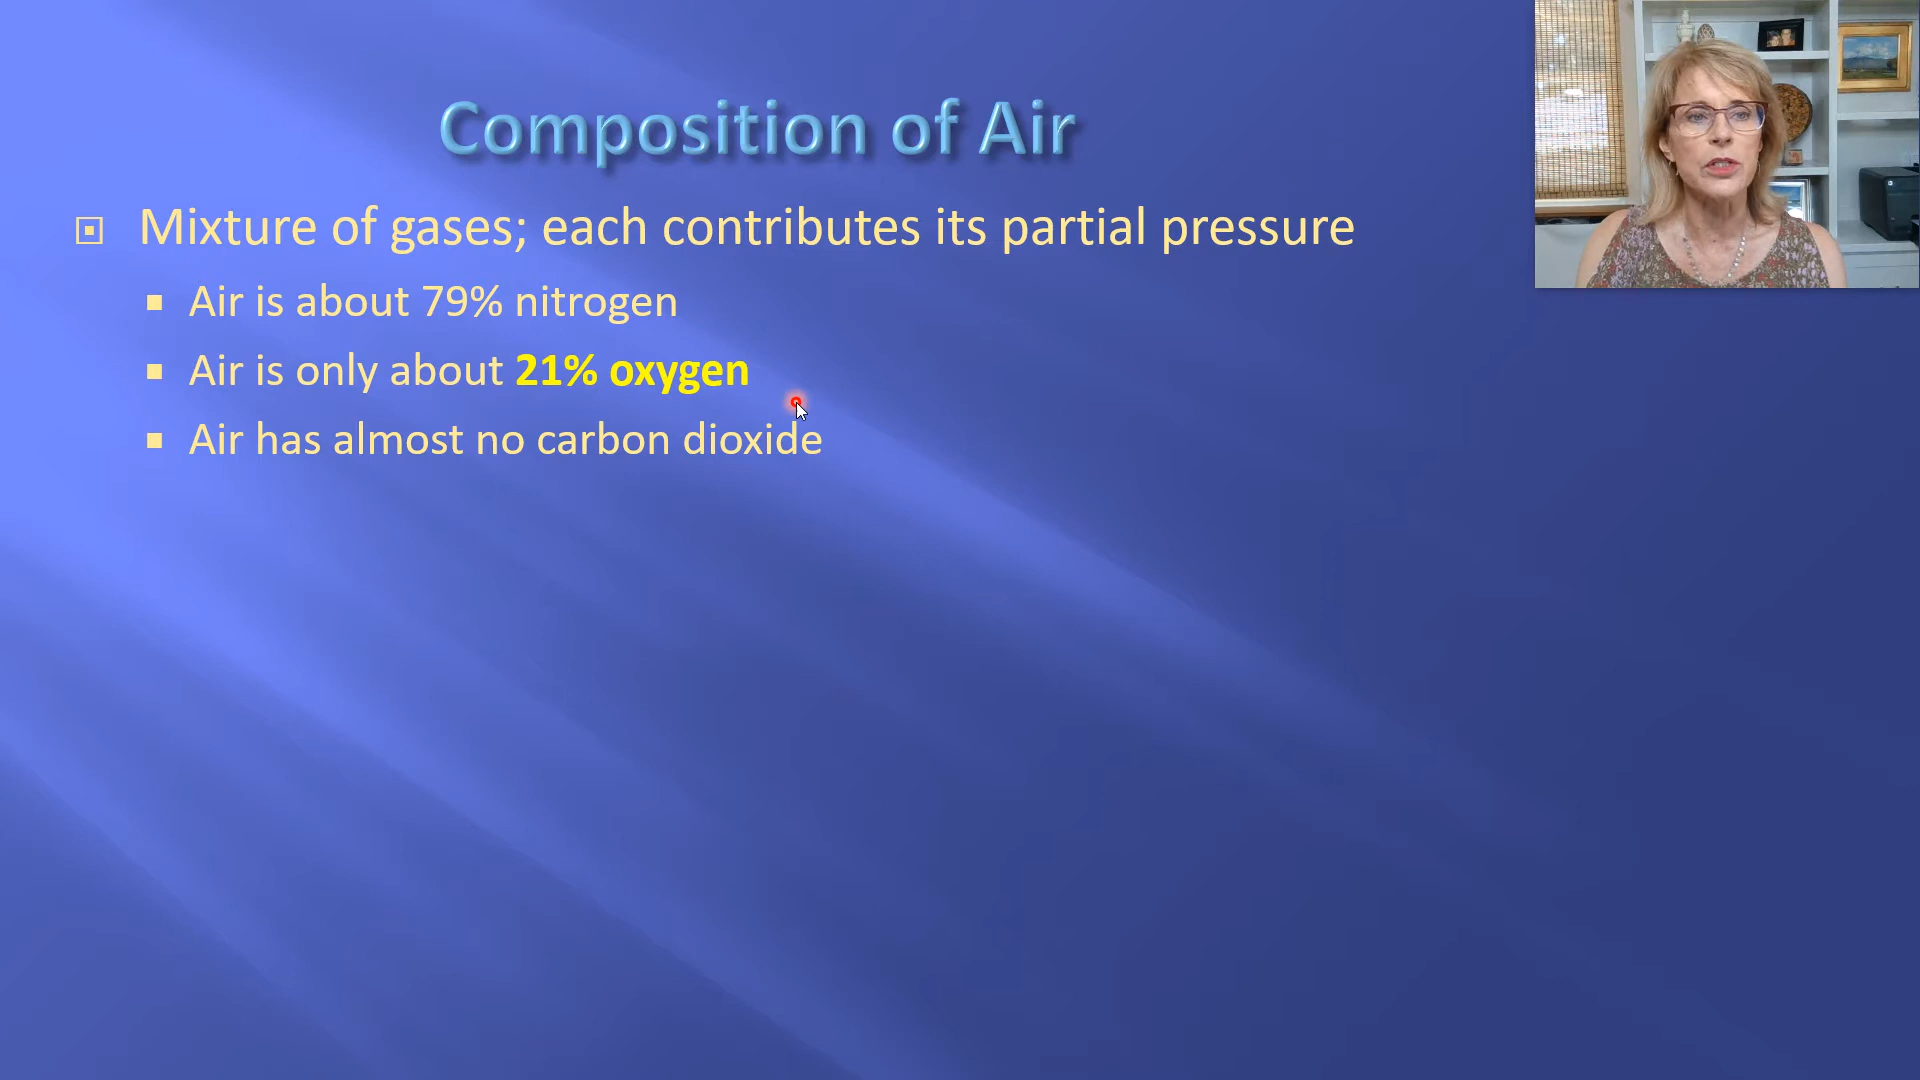 Composition of Air
Mixture of gases; each contributes its partial pressure
Air is about 79% nitrogen
Air is only about 21% oxygen
Air has almost no carbon dioxide